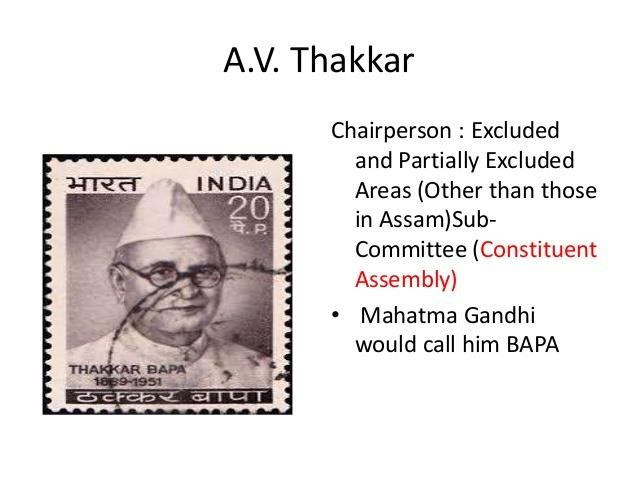 A.V. Thakkar
Chairperson : Excluded
and Partially Excluded
Areas (Other than those
in Assam)Sub-
Committee (Constituent
Assembly)
• Mahatma Gandhi
would call him BAPA
भारत INDIA
20
पै. P.
THAKKAR BAPA
1869-1951
ठक्कर बापा